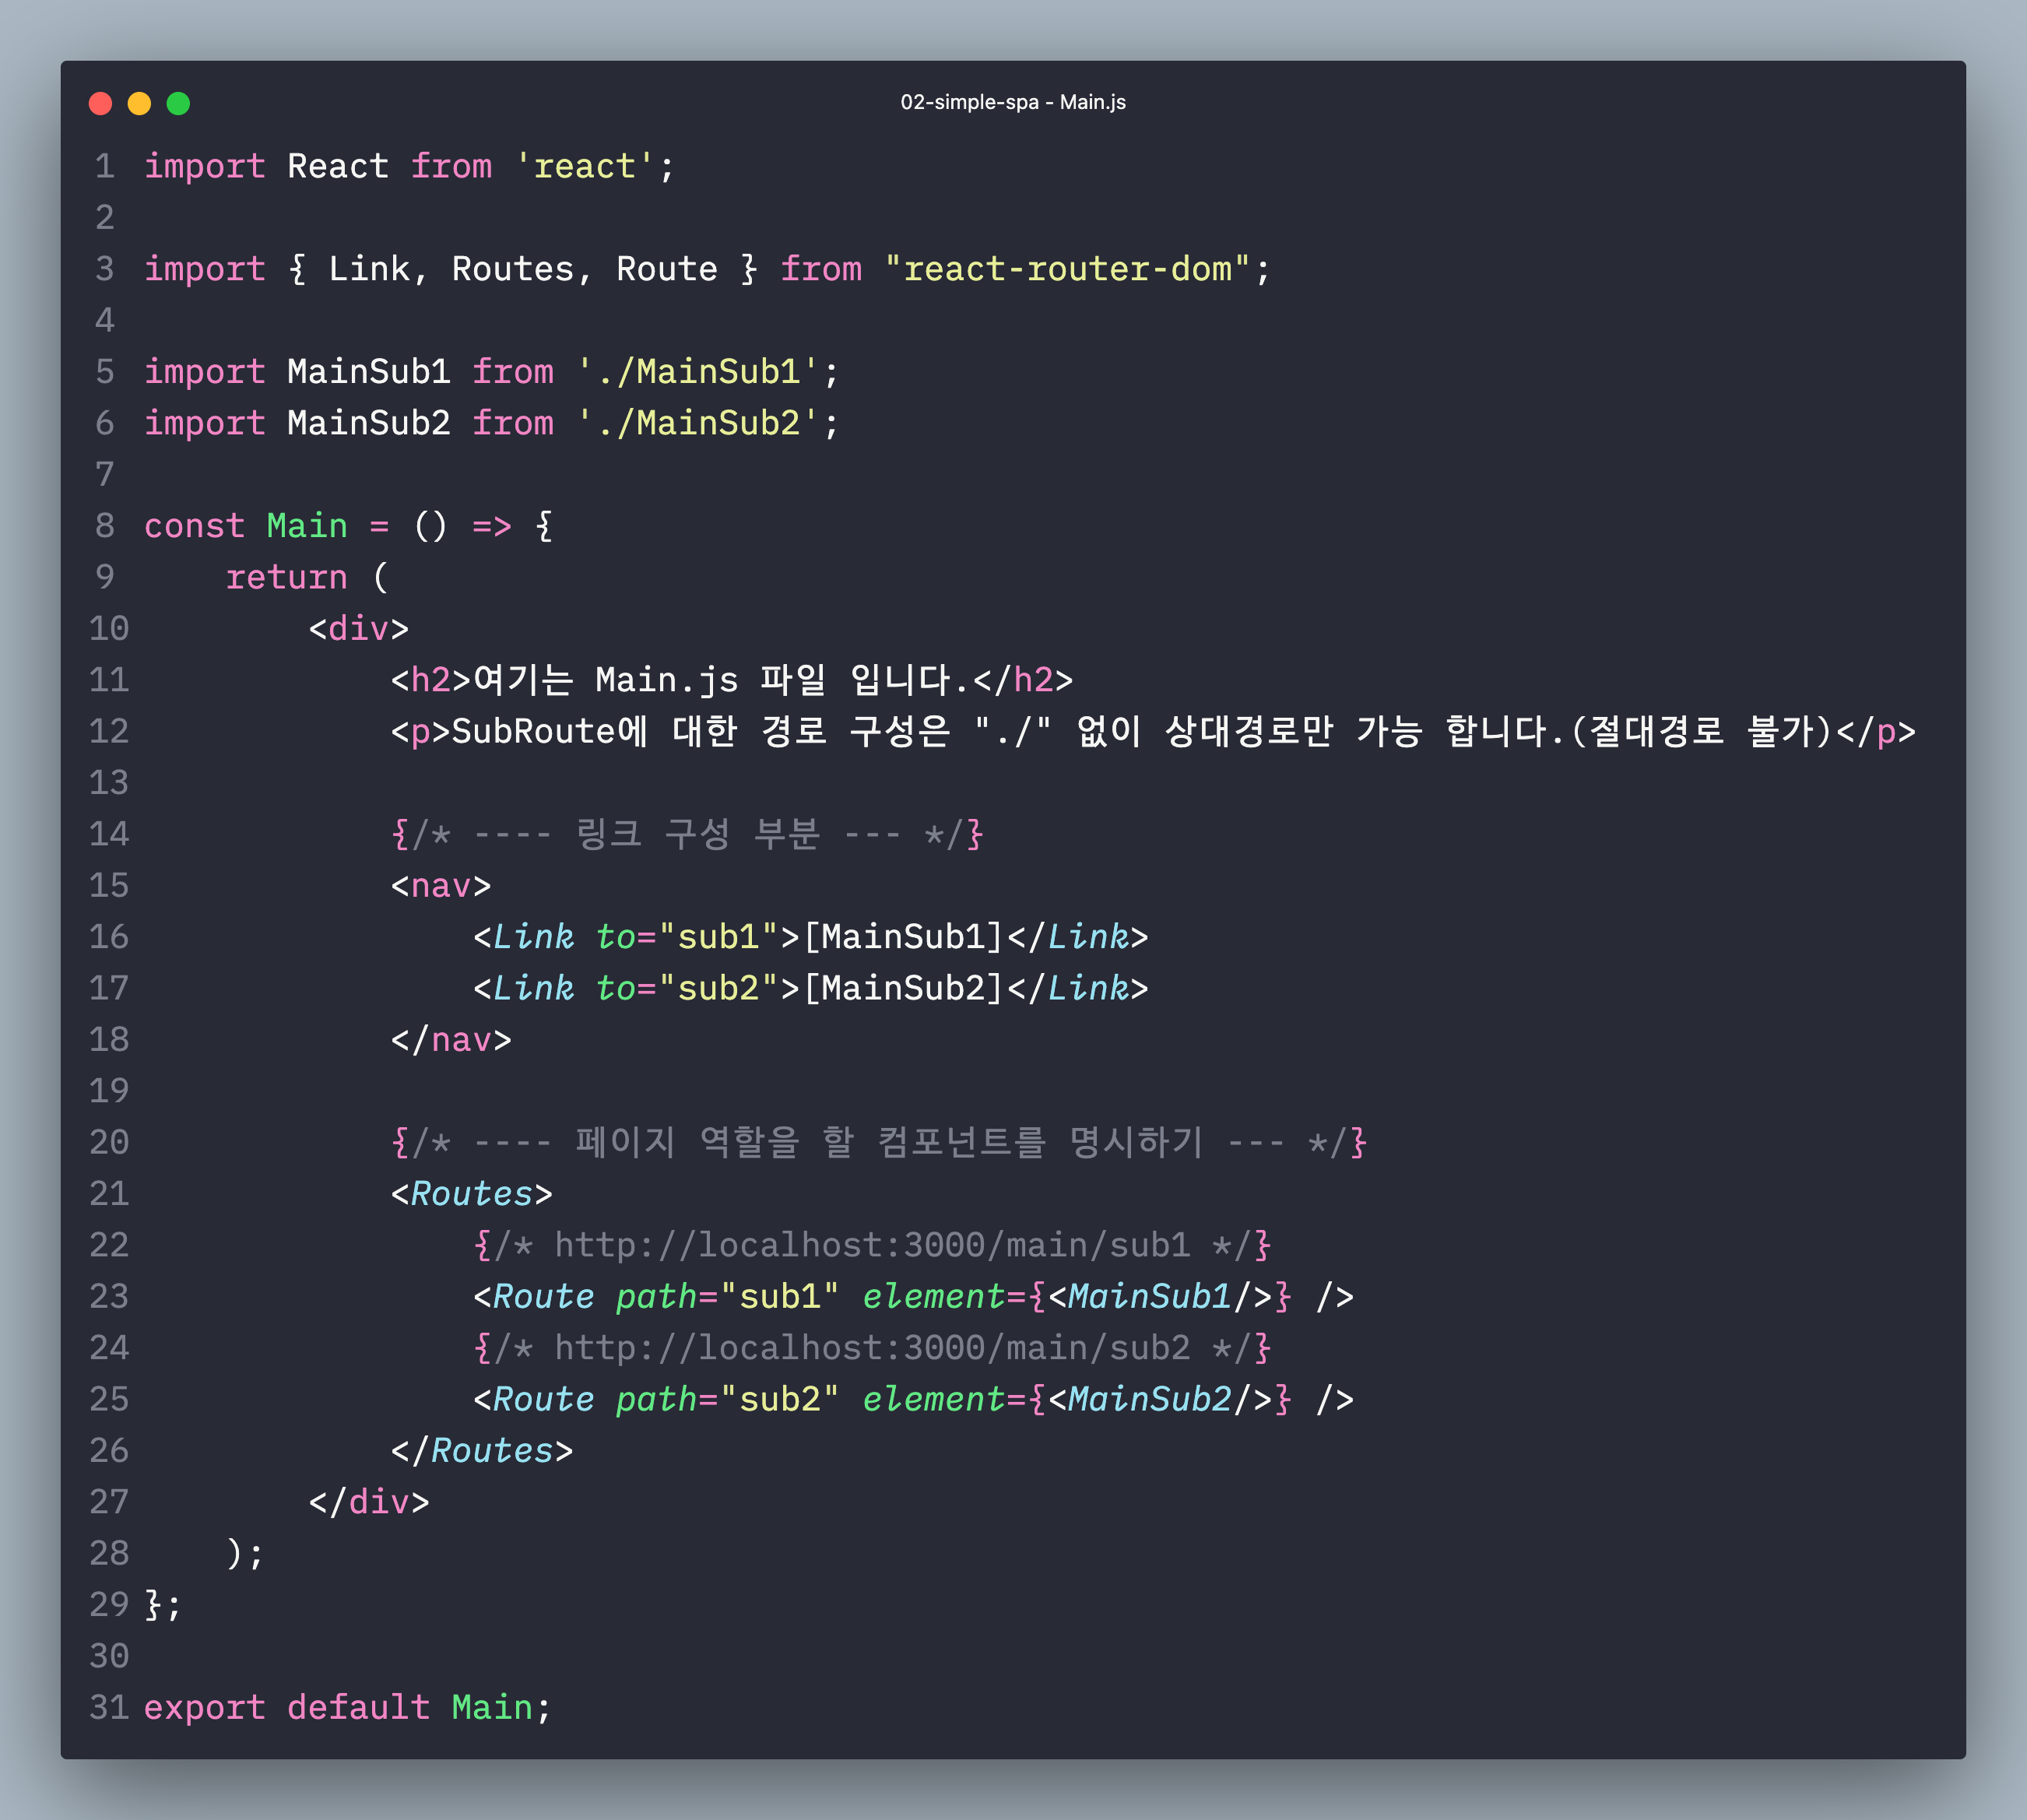 02-simple-spa - Main.js
1 import React from 'react';
2
3 import { Link, Routes, Route } from "react-router-dom";
4
5 import MainSub1 from './MainSub1';
6 import MainSub2 from './MainSub2';
7
8 const Main = () => {
9     return (
10         <div>
11             <h2>여기는 Main.js 파일 입니다.</h2>
12             <p>SubRoute에 대한 경로 구성은 "./" 없이 상대경로만 가능 합니다.(절대경로 불가)</p>
13
14             {/* ---- 링크 구성 부분 --- */}
15             <nav>
16                 <Link to="sub1">[MainSub1]</Link>
17                 <Link to="sub2">[MainSub2]</Link>
18             </nav>
19
20             {/* ---- 페이지 역할을 할 컴포넌트를 명시하기 --- */}
21             <Routes>
22                 {/* http://localhost:3000/main/sub1 */}
23                 <Route path="sub1" element={<MainSub1/>} />
24                 {/* http://localhost:3000/main/sub2 */}
25                 <Route path="sub2" element={<MainSub2/>} />
26             </Routes>
27         </div>
28     );
29 };
30
31 export default Main;